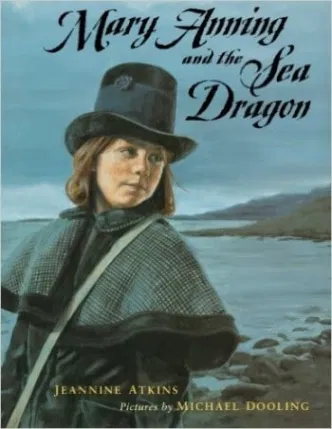 Mary Anning
and the Sea
Dragon
JEANNINE ATKINS
Pictures by MICHAEL DOOLING